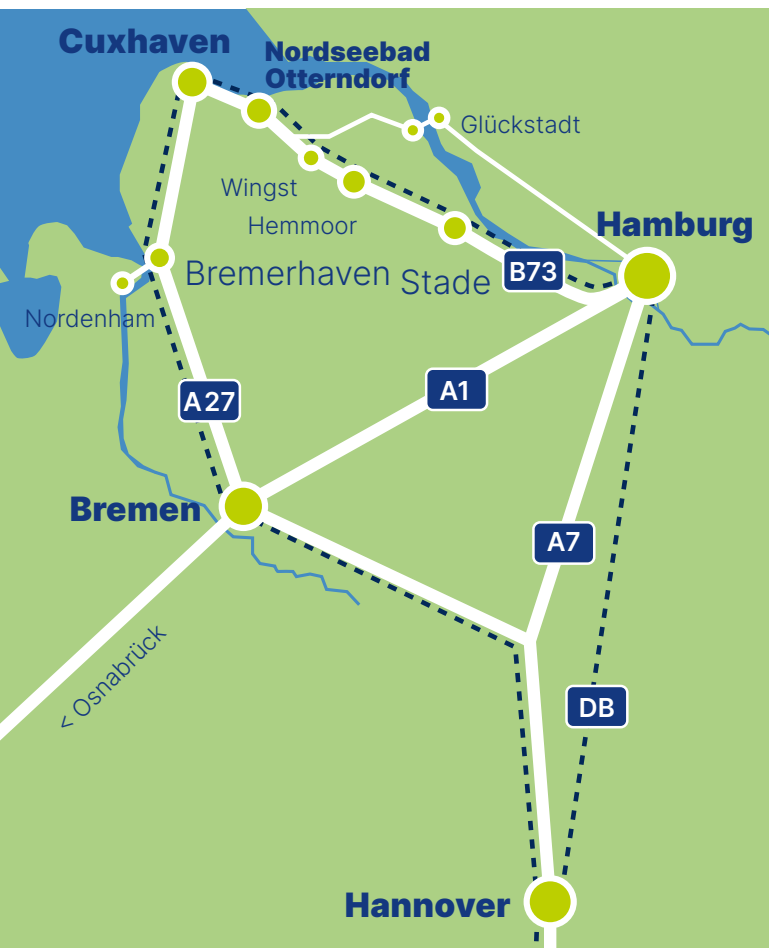 Cuxhaven
Nordseebad
Otterndorf
Glückstadt
Wingst
Hemmoor
Hamburg
B73
Bremerhaven
Stade
Nordenham
A27
A1
Bremen
A7
< Osnabrück
DB
Hannover